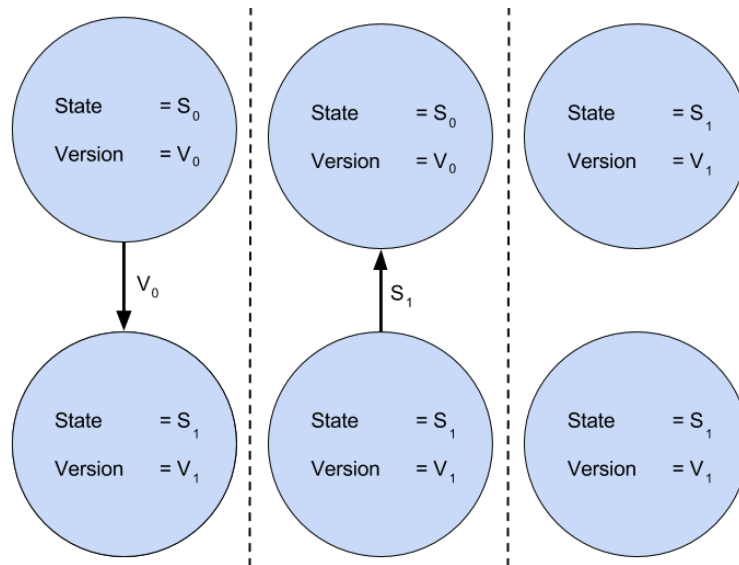 State = S₀
Version = V₀
V₀
State = S₁
Version = V₁
State = S₀
Version = V₀
S₁
State = S₁
Version = V₁
State = S₁
Version = V₁
State = S₁
Version = V₁